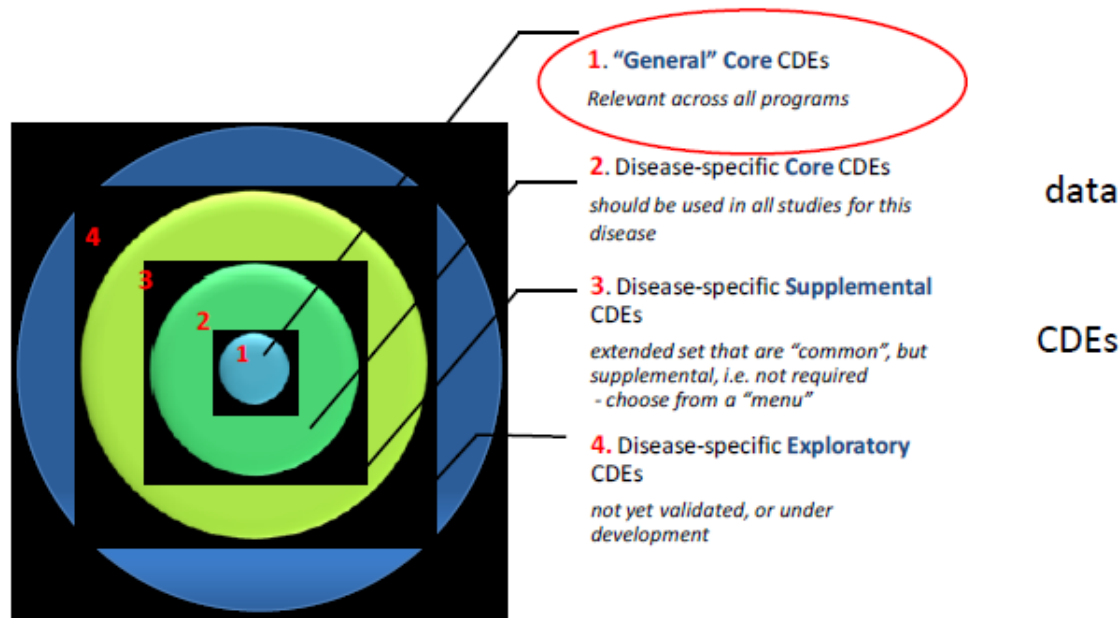 1. “General” Core CDEs
Relevant across all programs
2. Disease-specific Core CDEs
should be used in all studies for this
disease
data
3. Disease-specific Supplemental
CDEs
extended set that are “common”, but
supplemental, i.e. not required
- choose from a “menu”
CDEs
4. Disease-specific Exploratory
CDEs
not yet validated, or under
development
4
3
2
1